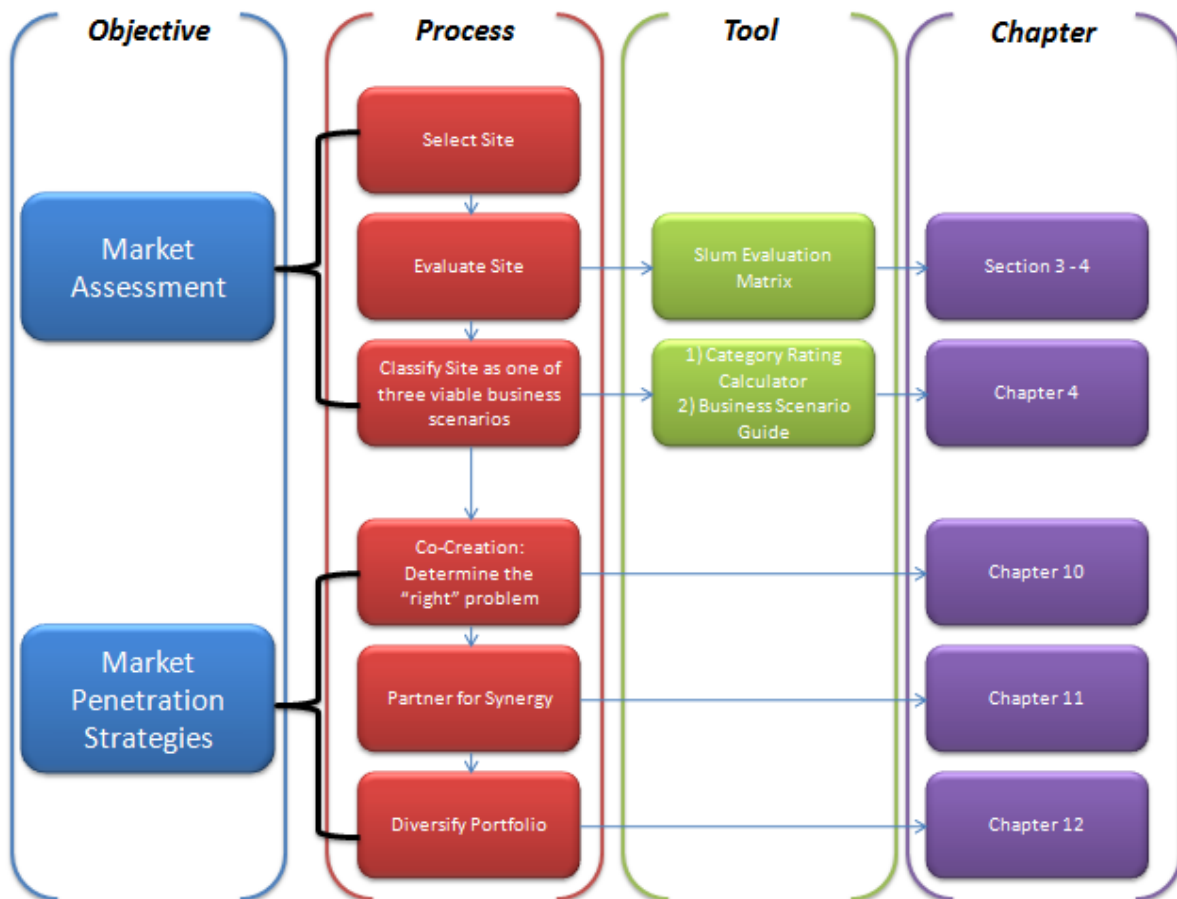 Objective
Process
Tool
Chapter
Market
Assessment
Select Site
Evaluate Site
Slum Evaluation
Matrix
Section 3 - 4
Classify Site as one of
three viable business
scenarios
1) Category Rating
Calculator
2) Business Scenario
Guide
Chapter 4
Market
Penetration
Strategies
Co-Creation:
Determine the
“right” problem
Chapter 10
Partner for Synergy
Chapter 11
Diversify Portfolio
Chapter 12